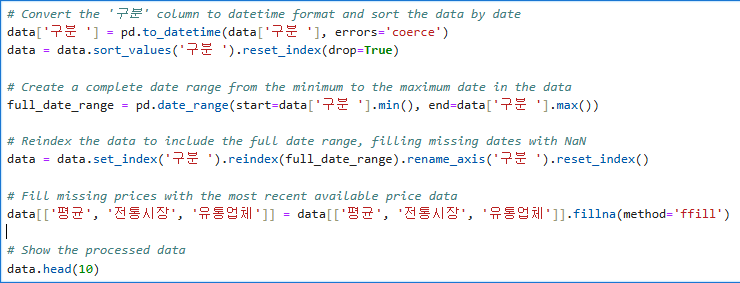 # Convert the '구분' column to datetime format and sort the data by date
data['구분 '] = pd.to_datetime(data['구분 '], errors='coerce')
data = data.sort_values('구분 ').reset_index(drop=True)
# Create a complete date range from the minimum to the maximum date in the data
full_date_range = pd.date_range(start=data['구분 '].min(), end=data['구분 '].max())
# Reindex the data to include the full date range, filling missing dates with NaN
data = data.set_index('구분 ').reindex(full_date_range).rename_axis('구분 ').reset_index()
# Fill missing prices with the most recent available price data
data[['평균', '전통시장', '유통업체']] = data[['평균', '전통시장', '유통업체']].fillna(method='ffill')
# Show the processed data
data.head(10)